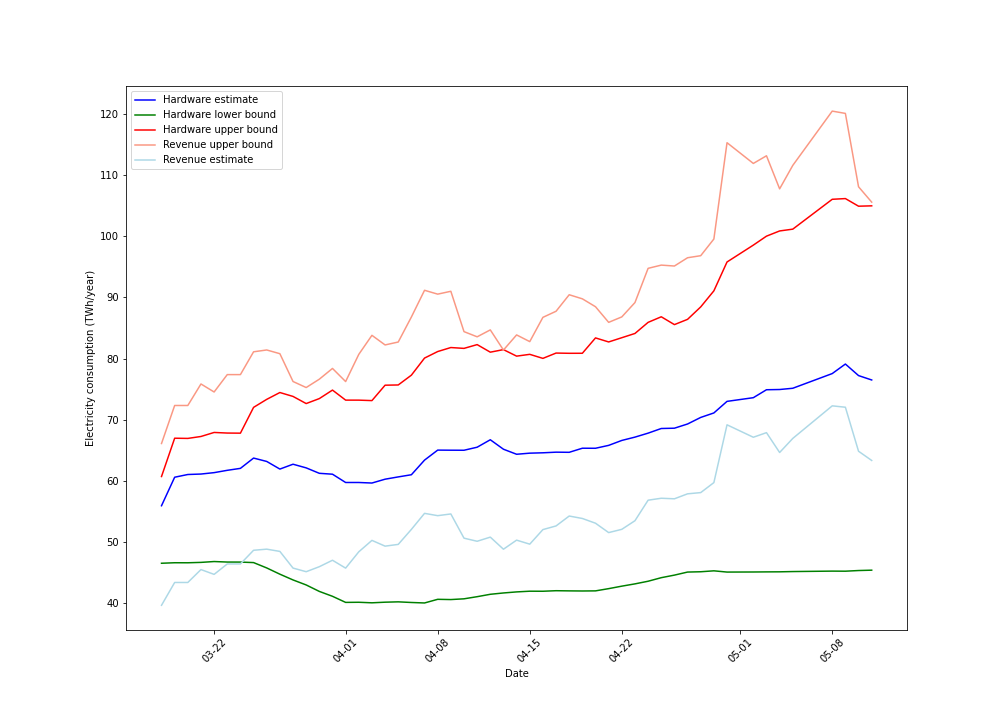 Hardware estimate
Hardware lower bound
Hardware upper bound
Revenue upper bound
Revenue estimate
120
110
100
90
80
70
60
50
40
Electricity consumption (TWh/year)
03-22
04-01
04-08
04-15
04-22
05-01
05-08
Date